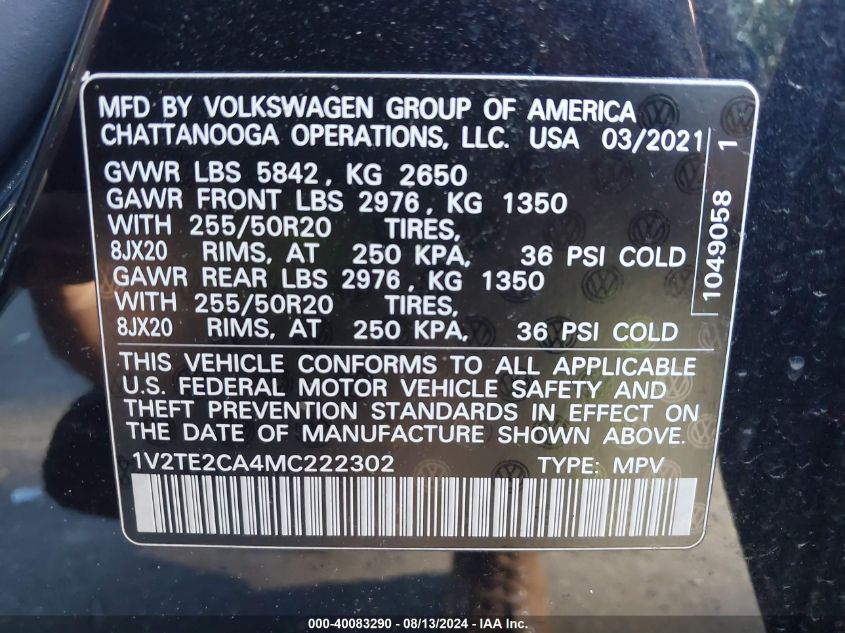 MFD BY VOLKSWAGEN GROUP OF AMERICA
CHATTANOOGA OPERATIONS, LLC. USA 03/2021
GVWR LBS 5842, KG 2650
GAWR FRONT LBS 2976, KG 1350
WITH 255/50R20 TIRES,
8JX20 RIMS, AT 250 KPA, 36 PSI COLD
GAWR REAR LBS 2976, KG 1350
WITH 255/50R20 TIRES,
8JX20 RIMS, AT 250 KPA, 36 PSI COLD
1049058 1
THIS VEHICLE CONFORMS TO ALL APPLICABLE
U.S. FEDERAL MOTOR VEHICLE SAFETY AND
THEFT PREVENTION STANDARDS IN EFFECT ON
THE DATE OF MANUFACTURE SHOWN ABOVE.
1V2TE2CA4MC222302 TYPE: MPV
000-40083290 - 08/13/2024 - IAA, Inc.